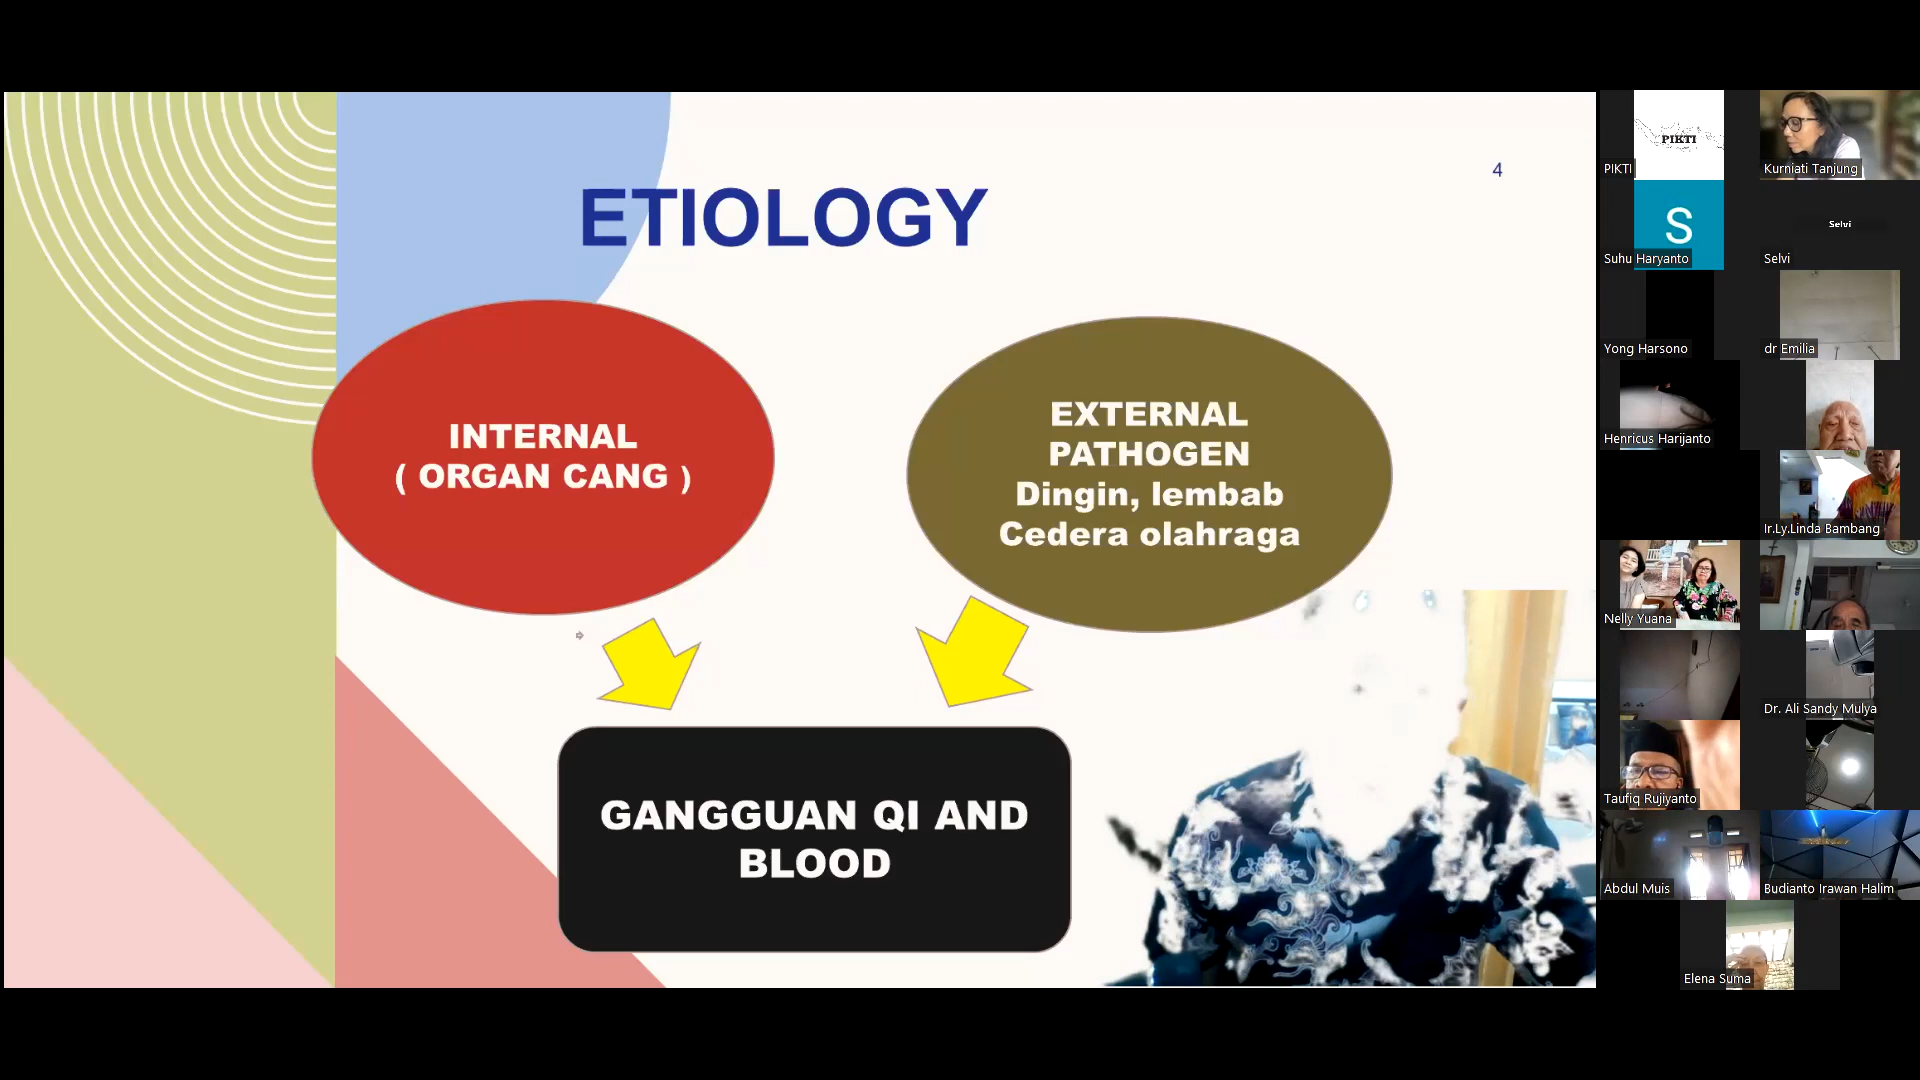 4
ETIOLOGY
INTERNAL
( ORGAN CANG )
EXTERNAL
PATHOGEN
Dingin, lembab
Cedera olahraga
GANGGUAN QI AND
BLOOD
PIKTI
PIKTI
Kurniati Tanjung
S
Suhu Haryanto
Selvi
Selvi
Yong Harsono
dr Emilia
Henricus Harijanto
Ir.Ly.Linda Bambang
Nelly Yuana
Dr. Ali Sandy Mulya
Taufiq Rujiyanto
Abdul Muis
Budianto Irawan Halim
Elena Suma